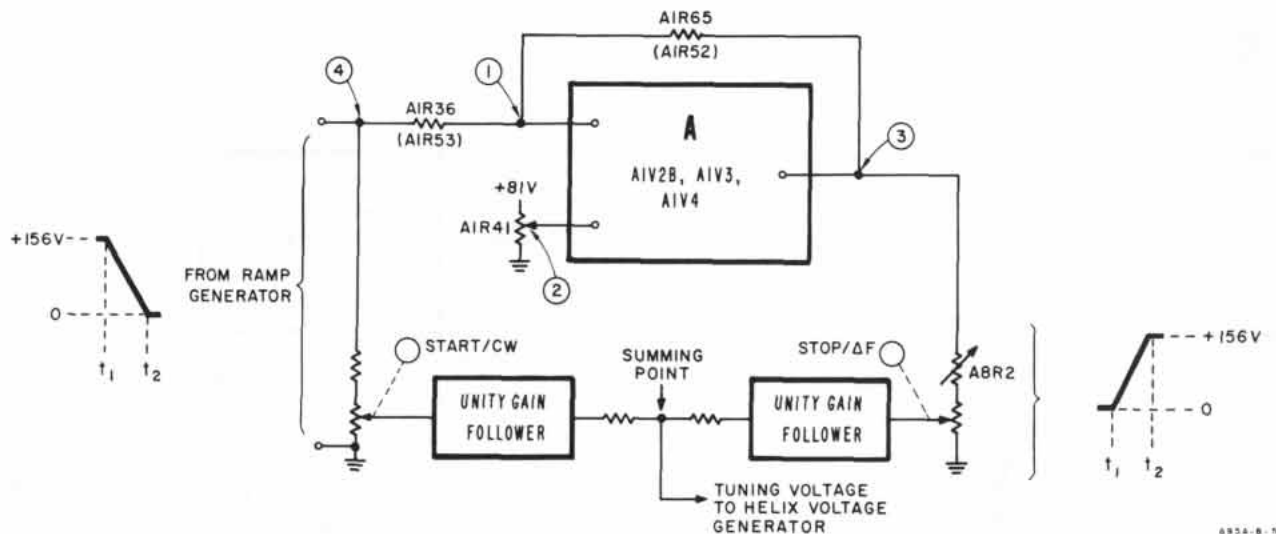 AIR65
(AIR52)
④
①
AIR36
(AIR53)
A
③
AIV2B, AIV3,
AIV4
+81V
AIR41
②
+156V
0
t₁ t₂
FROM RAMP
GENERATOR
START/CW
UNITY GAIN
FOLLOWER
SUMMING
POINT
STOP/ΔF
UNITY GAIN
FOLLOWER
A8R2
+156V
0
t₁ t₂
TUNING VOLTAGE
TO HELIX VOLTAGE
GENERATOR